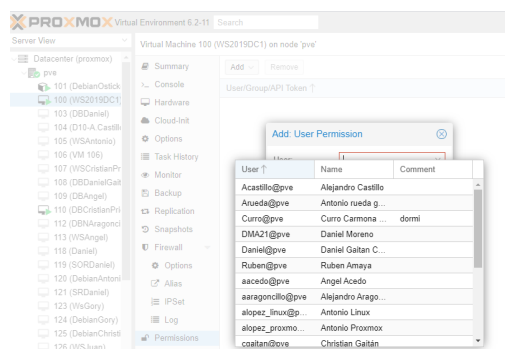 PROXMOX Virtual Environment 6.2-11 Search
Server View
Virtual Machine 100 (WS2019DC1) on node 'pve'
Datacenter (proxmox)
pve
101 (DebianOstick
100 (WS2019DC1)
103 (DBDaniel)
104 (D10-A.Castill
105 (WSAntonio)
106 (VM 106)
107 (WSCristianPr
108 (DBDanielGait
109 (DBAngel)
110 (DBCristianPri
112 (DBNAragonci
113 (WSAngel)
118 (Daniel)
119 (SORDaniel)
120 (DebianAntoni
121 (SRDaniel)
123 (WsGory)
124 (DebianGory)
125 (DebianChristi
126 (WSJuan)
Summary
Console
Hardware
Cloud-Init
Options
Task History
Monitor
Backup
Replication
Snapshots
Firewall
Options
Alias
IPSet
Log
Permissions
Add Remove
User/Group/API Token
Add: User Permission
User
User Name Comment
Acastillo@pve Alejandro Castillo
Arueda@pve Antonio rueda g...
Curro@pve Curro Carmona ... dormi
DMA21@pve Daniel Moreno
Daniel@pve Daniel Gaitan C...
Ruben@pve Ruben Amaya
aacedo@pve Angel Acedo
aaragoncillo@pve Alejandro Arago...
alopez_linux@p... Antonio Linux
alopez_proxmo... Antonio Proxmox
cgaitan@pve Christian Gaitán